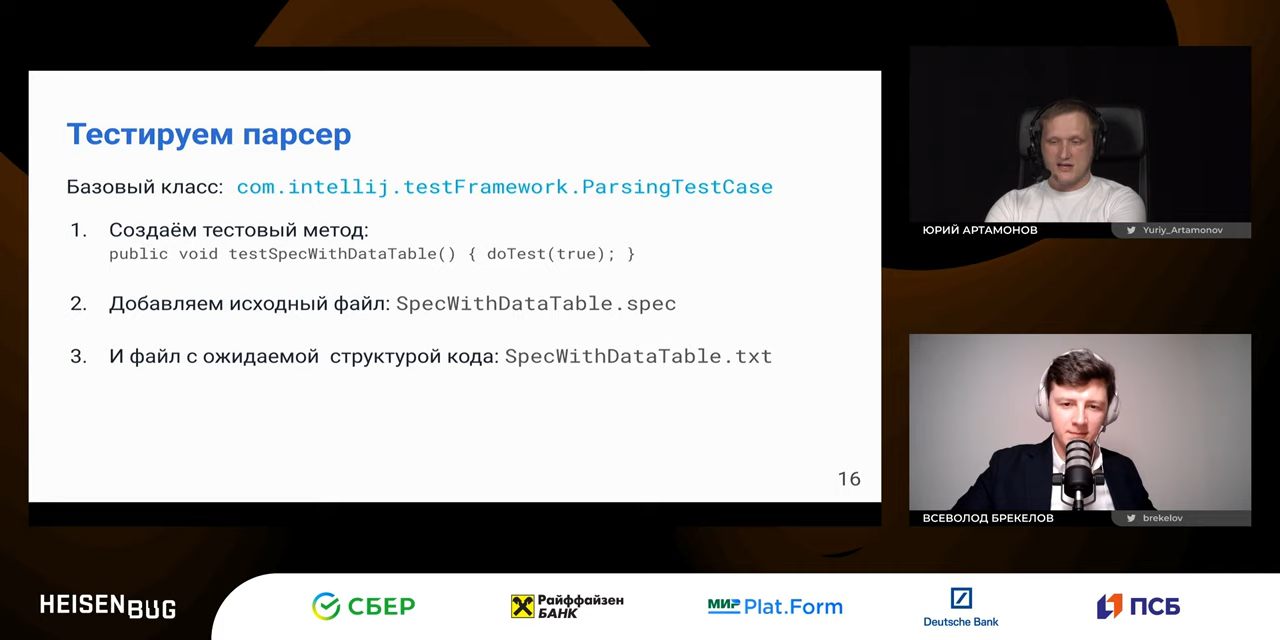 Тестируем парсер
Базовый класс: com.intellij.testFramework.ParsingTestCase
1. Создаём тестовый метод:
public void testSpecWithDataTable() { doTest(true); }
2. Добавляем исходный файл: SpecWithDataTable.spec
3. И файл с ожидаемой структурой кода: SpecWithDataTable.txt
16
ЮРИЙ АРТАМОНОВ
Yuriy_Artamonov
ВСЕВОЛОД БРЕКЕЛОВ
brekelov
HEISENBUG
СБЕР
Райффайзен
БАНК
МИР Plat.Form
Deutsche Bank
ПСБ